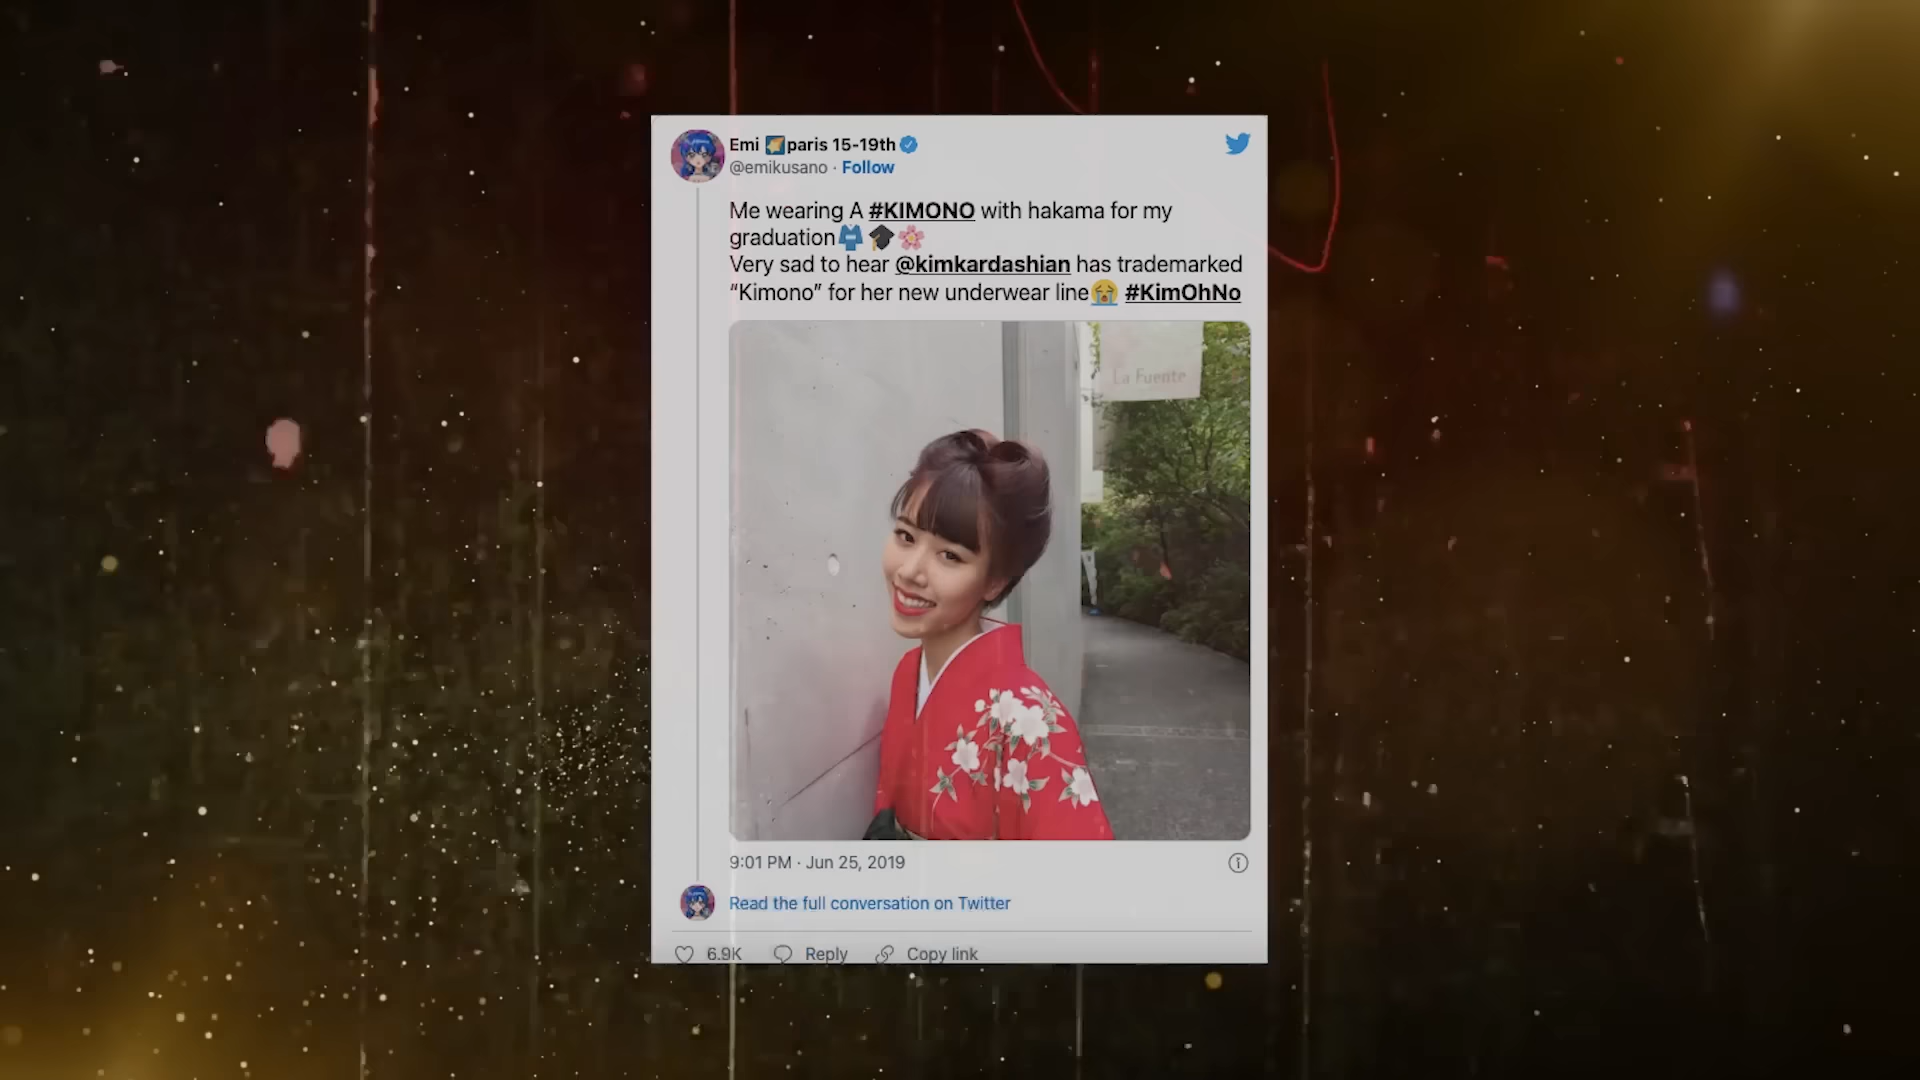 Emi 🌠paris 15-19th
@emikusano · Follow
Me wearing A #KIMONO with hakama for my
graduation👘🎓🌸
Very sad to hear @kimkardashian has trademarked
“Kimono” for her new underwear line😭 #KimOhNo
La Fuente
9:01 PM · Jun 25, 2019
Read the full conversation on Twitter
6.9K Reply Copy link